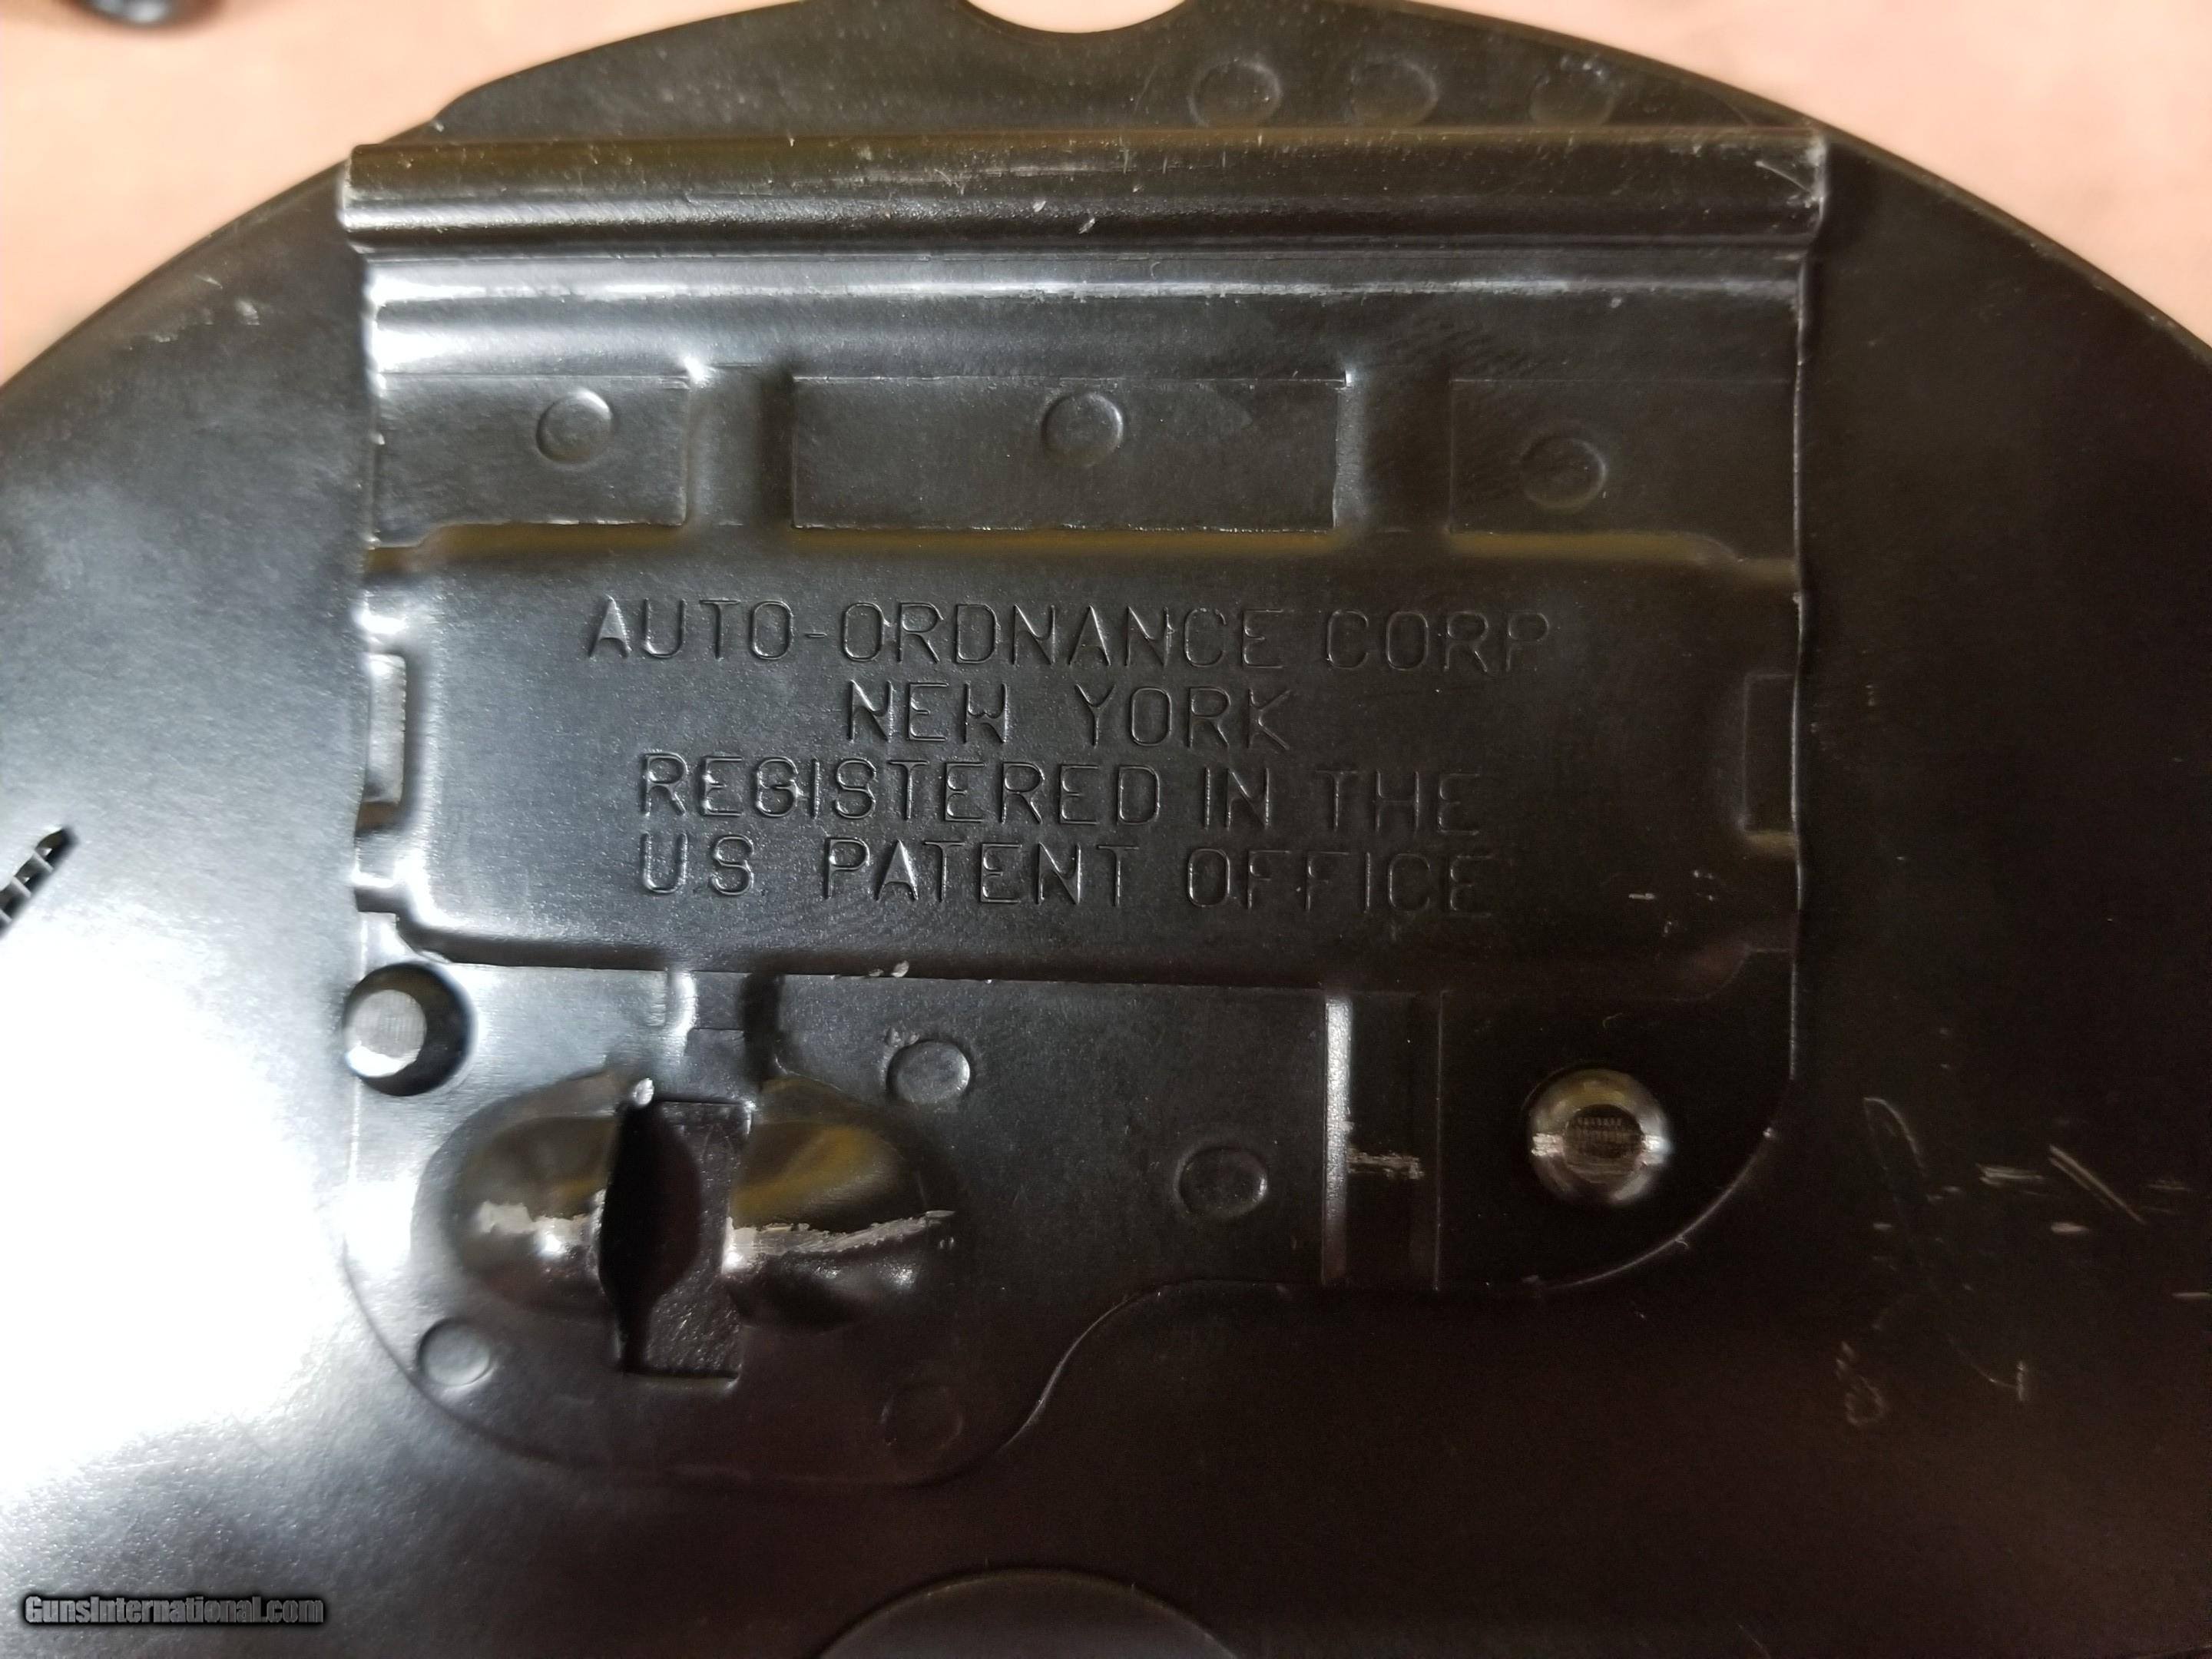 AUTO-ORDNANCE CORP
NEW YORK
REGISTERED IN THE
U.S. PATENT OFFICE
GunsInternational.com